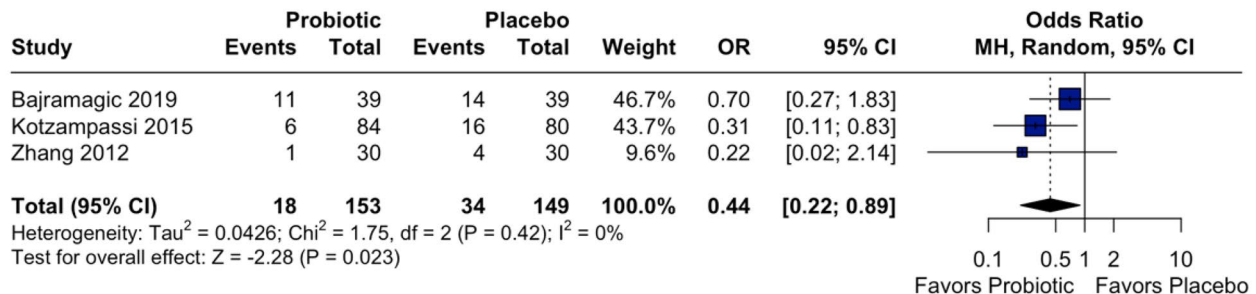 Probiotic Placebo Odds Ratio
Study Events Total Events Total Weight OR 95% CI MH, Random, 95% CI
Bajramagic 2019 11 39 14 39 46.7% 0.70 [0.27; 1.83]
Kotzampassi 2015 6 84 16 80 43.7% 0.31 [0.11; 0.83]
Zhang 2012 1 30 4 30 9.6% 0.22 [0.02; 2.14]
Total (95% CI) 18 153 34 149 100.0% 0.44 [0.22; 0.89]
Heterogeneity: Tau² = 0.0426; Chi² = 1.75, df = 2 (P = 0.42); I² = 0%
Test for overall effect: Z = -2.28 (P = 0.023)
0.1 0.5 1 2 10
Favors Probiotic Favors Placebo